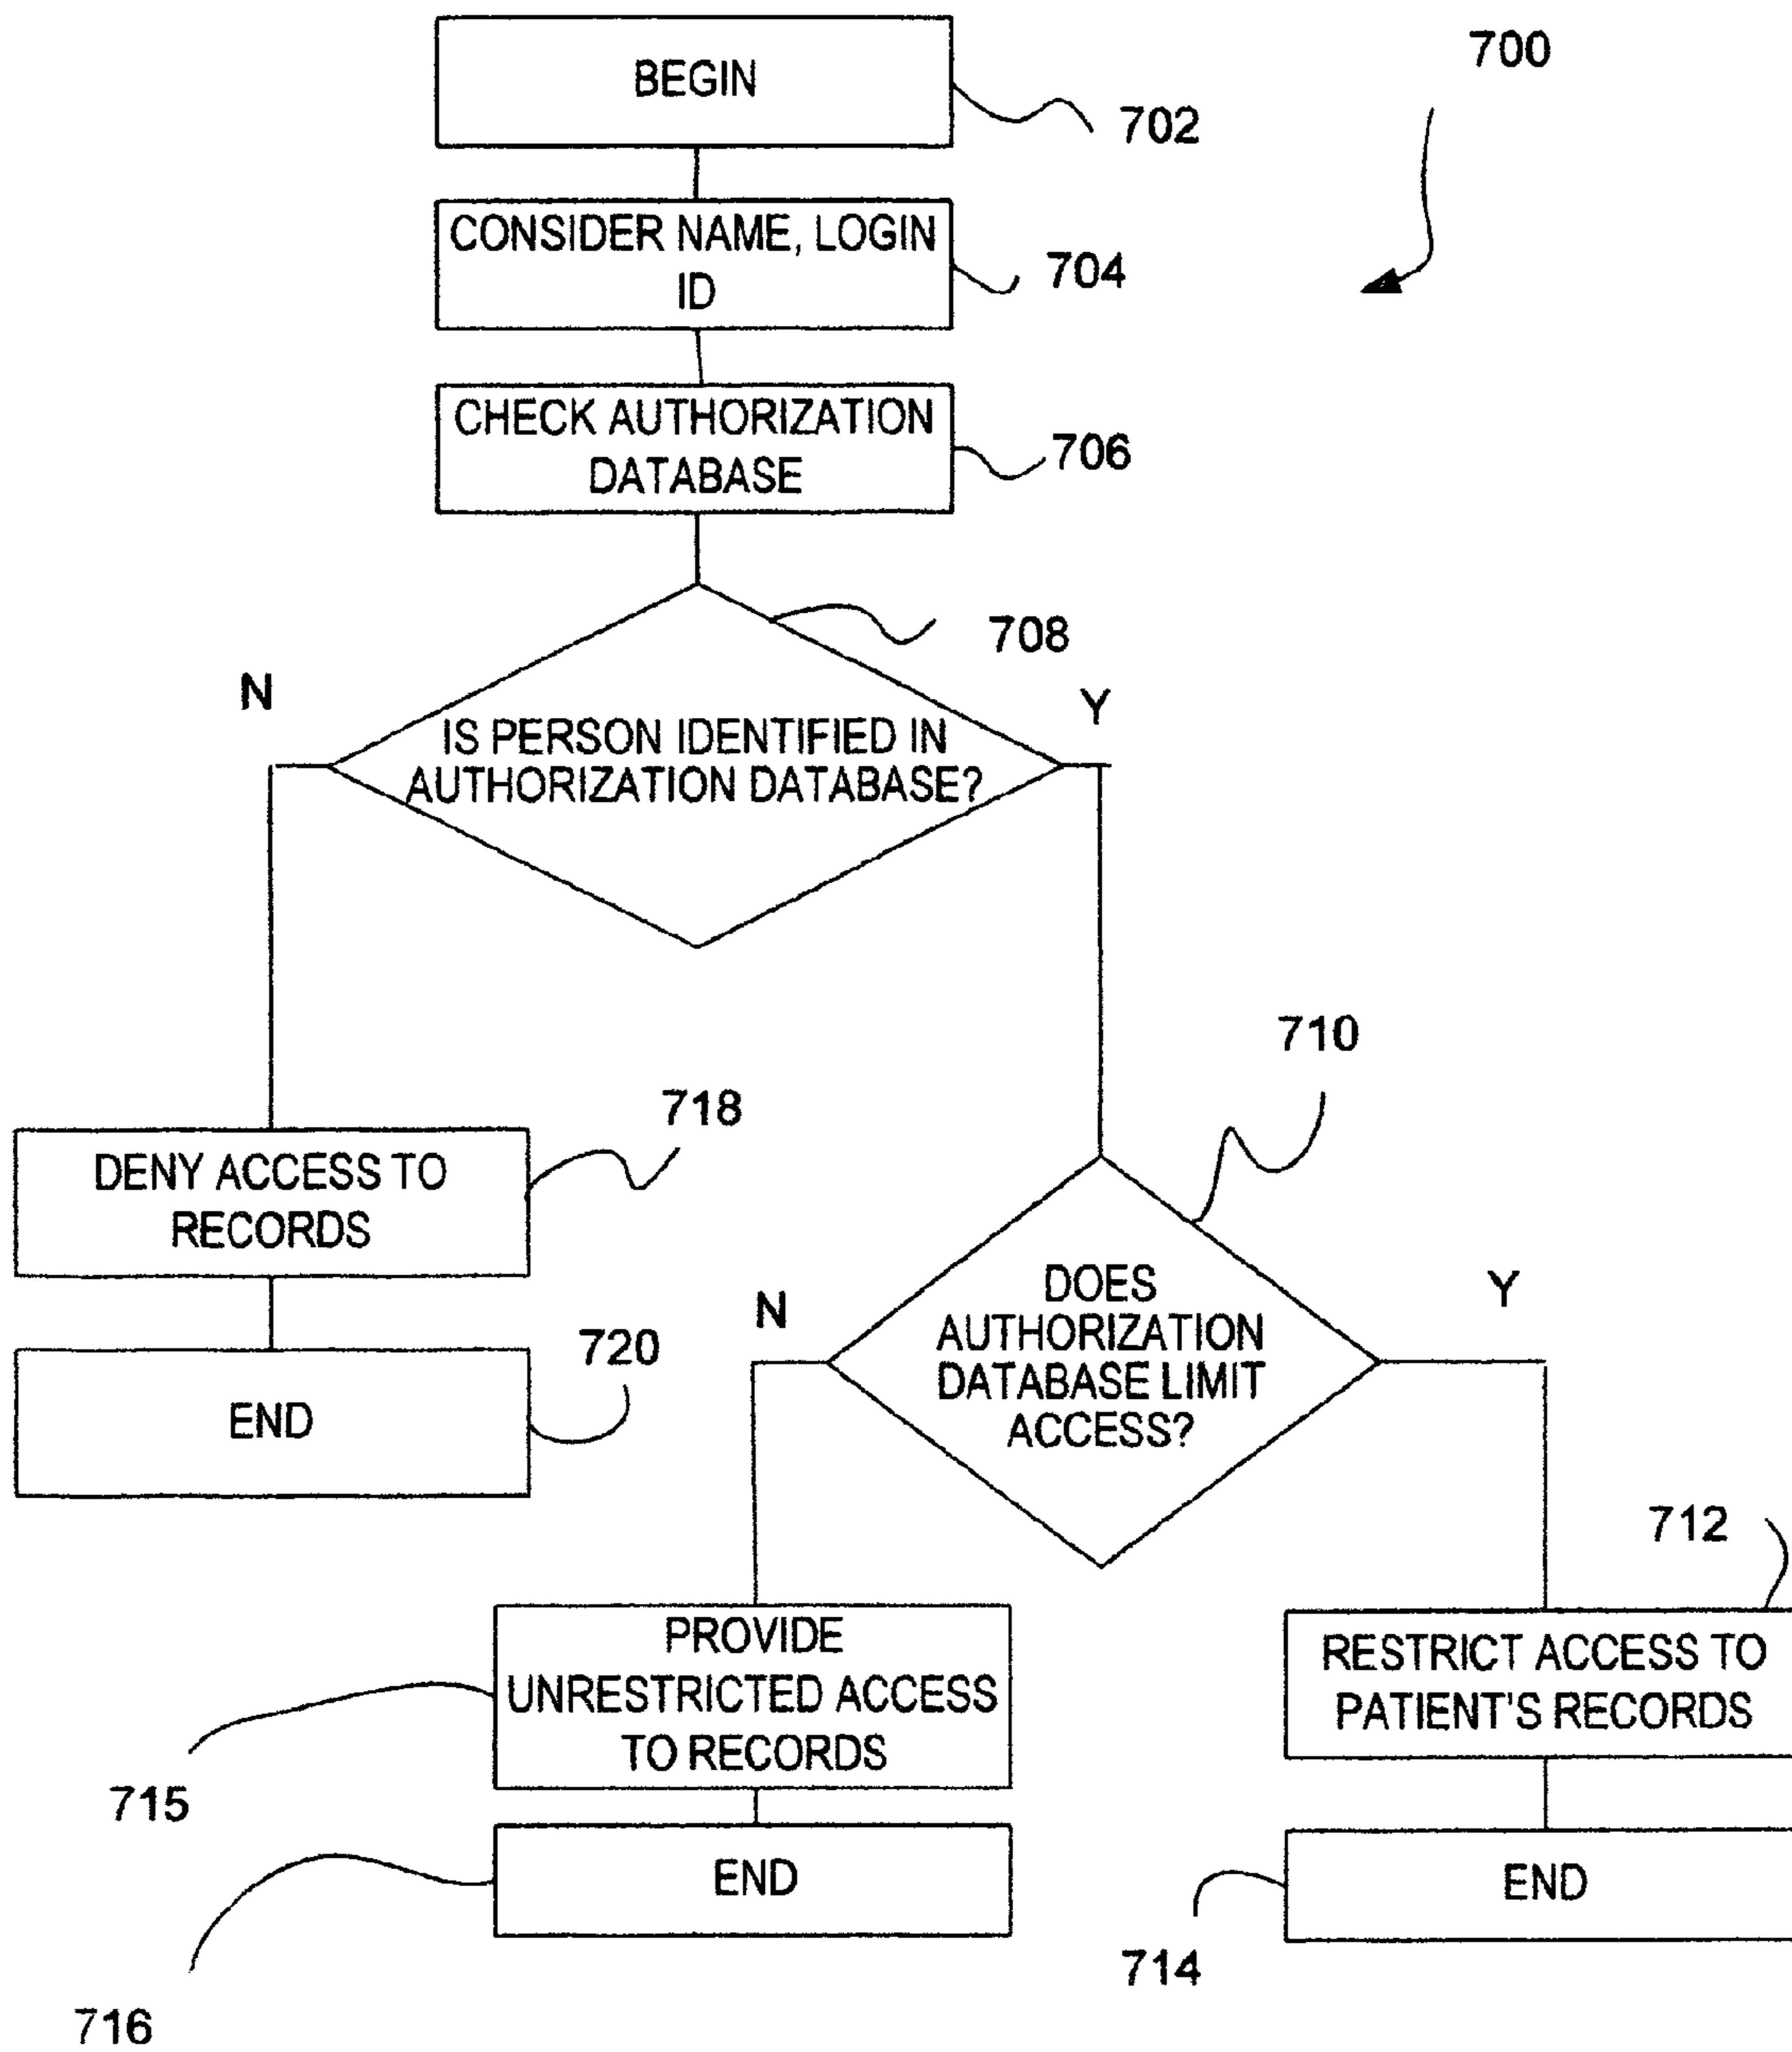 BEGIN
700
702
CONSIDER NAME, LOGIN
ID
704
CHECK AUTHORIZATION
DATABASE
706
708
N
Y
IS PERSON IDENTIFIED IN
AUTHORIZATION DATABASE?
710
718
DENY ACCESS TO
RECORDS
N
DOES
AUTHORIZATION
DATABASE LIMIT
ACCESS?
Y
720
END
712
PROVIDE
UNRESTRICTED ACCESS
TO RECORDS
RESTRICT ACCESS TO
PATIENT'S RECORDS
715
END
END
714
716